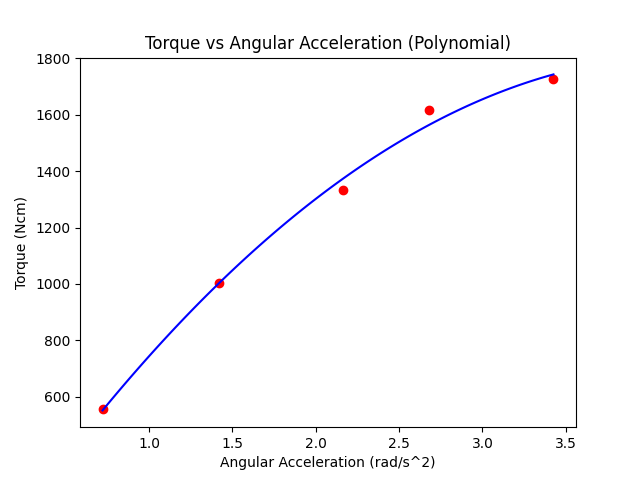 Torque vs Angular Acceleration (Polynomial)
1800
1600
1400
1200
1000
800
600
Torque (Ncm)
1.0 1.5 2.0 2.5 3.0 3.5
Angular Acceleration (rad/s^2)